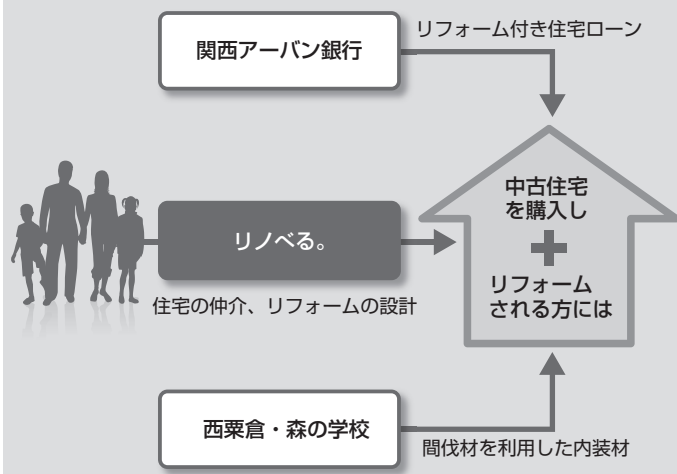 関西アーバン銀行
リフォーム付き住宅ローン
中古住宅
を購入し
+
リフォーム
される方には
リノベる。
住宅の仲介、リフォームの設計
西粟倉・森の学校
間伐材を利用した内装材